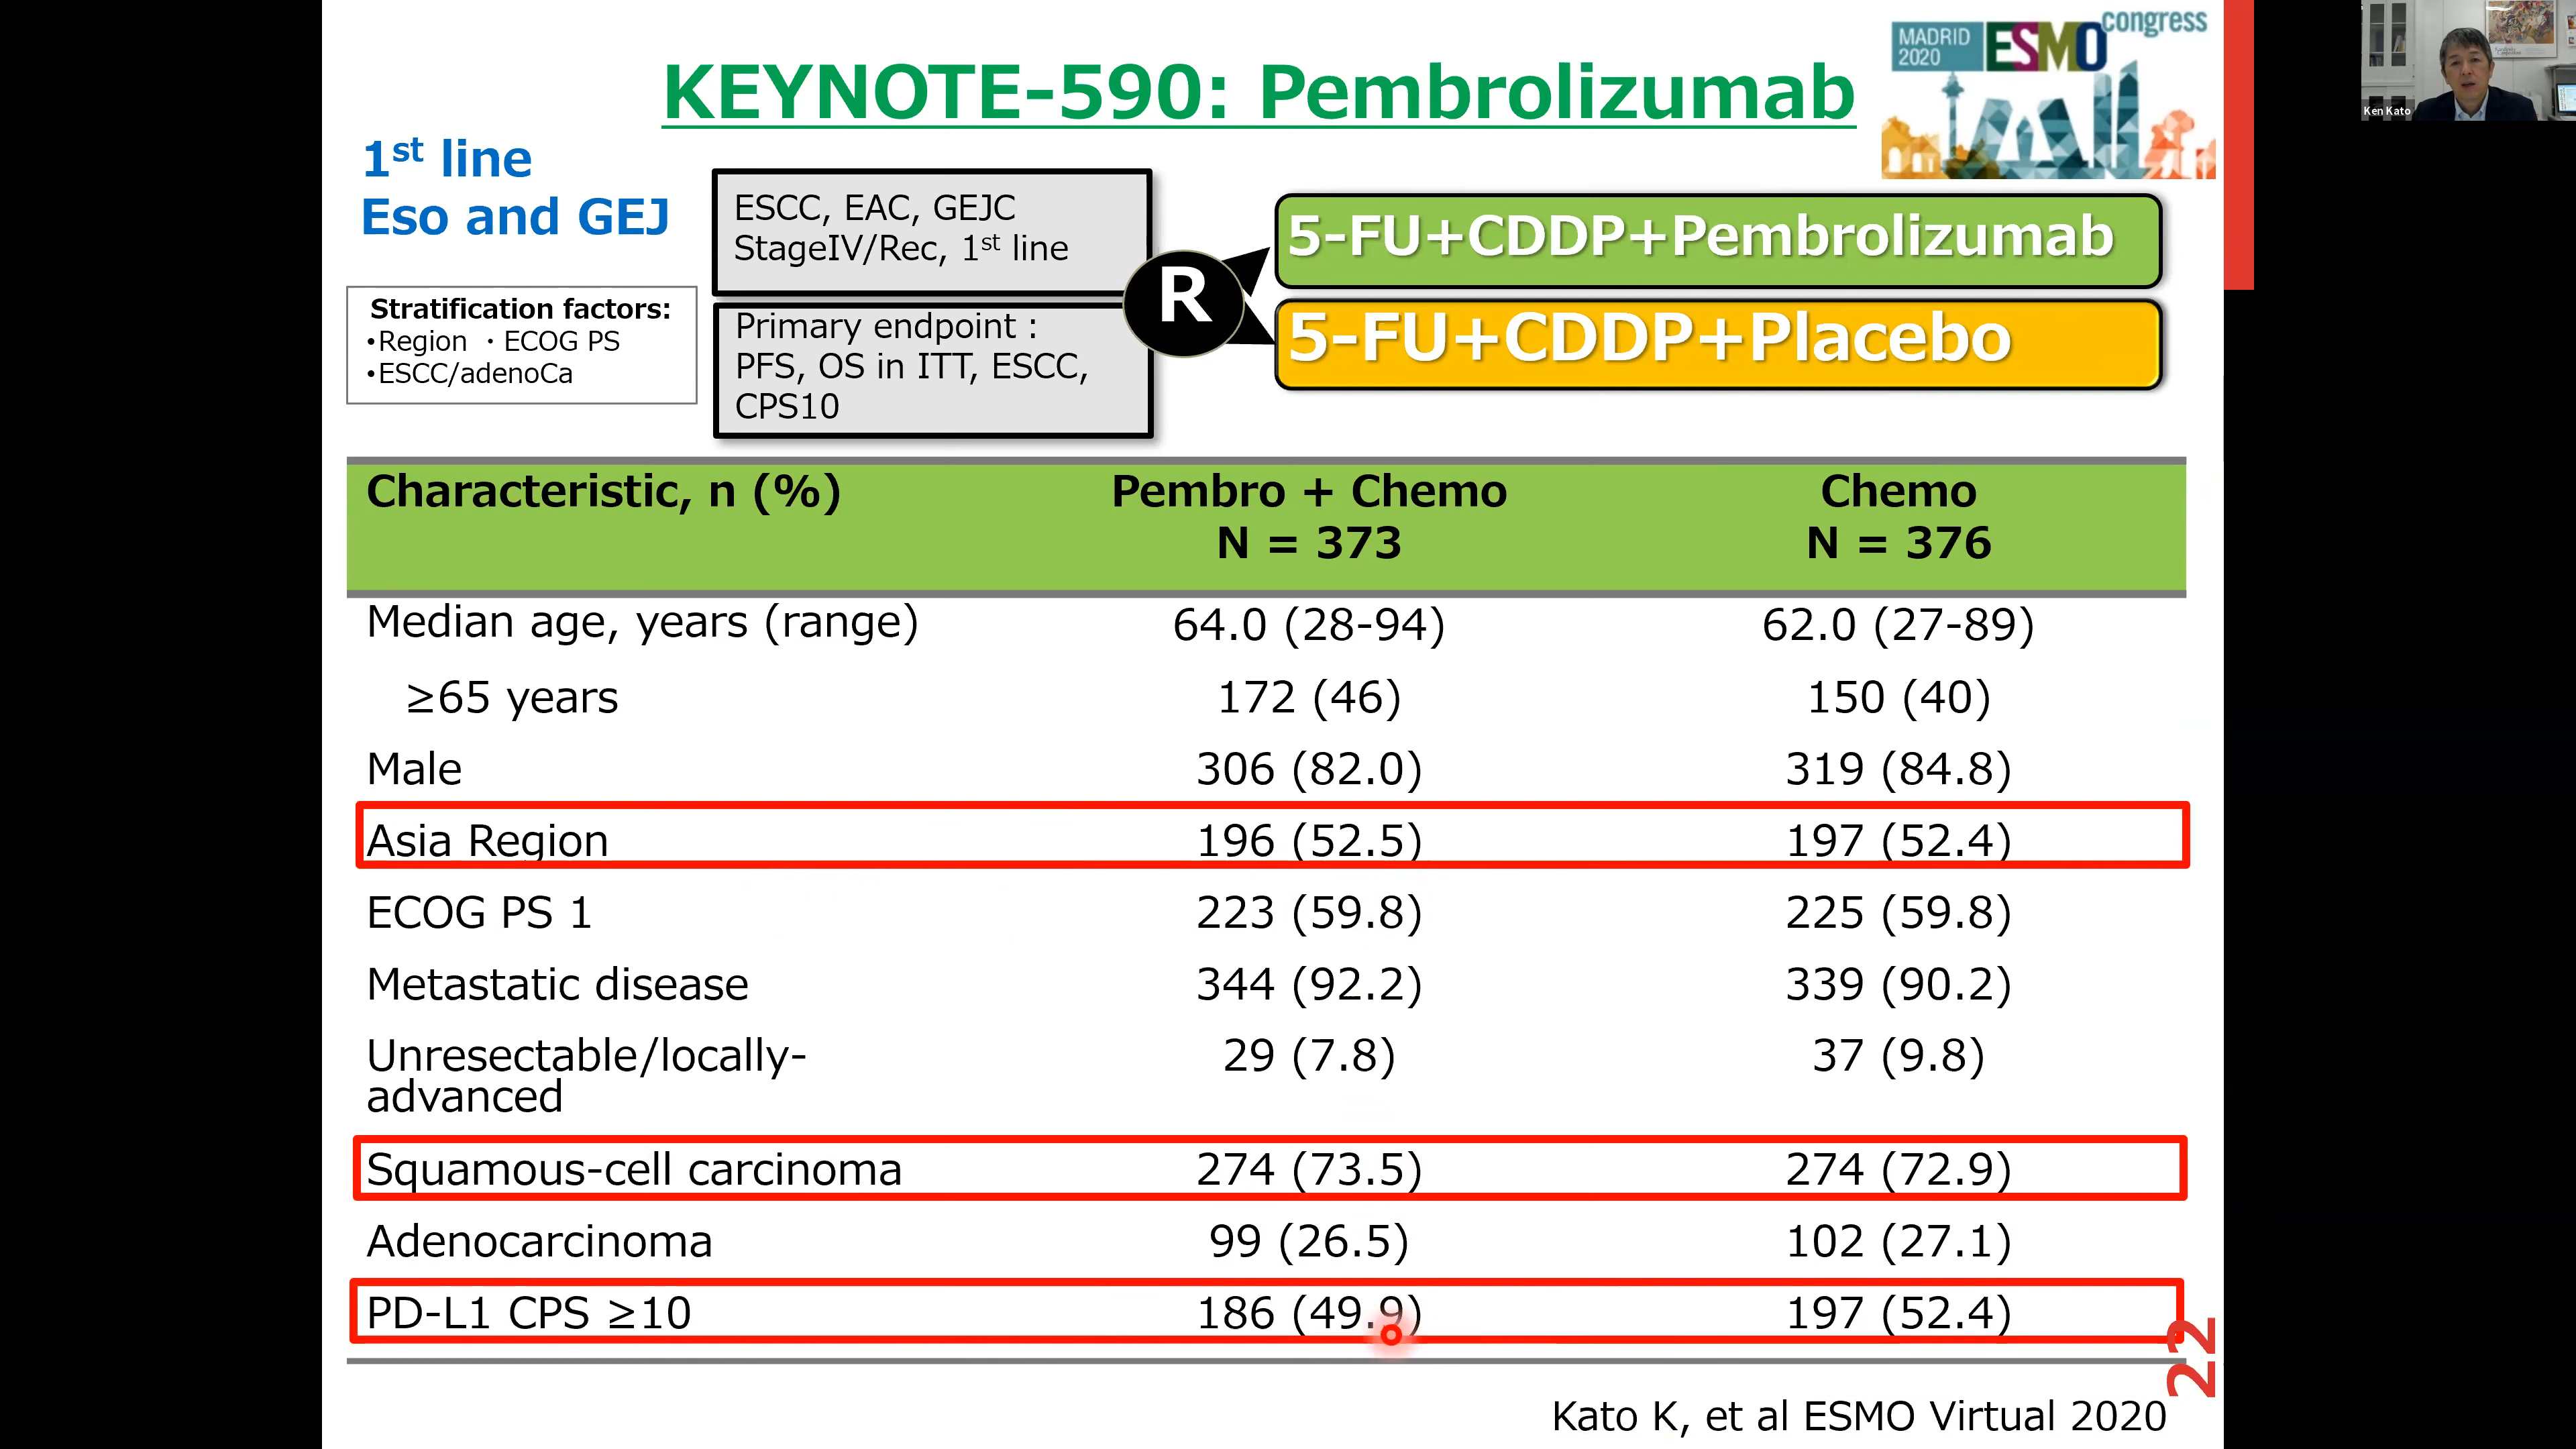 KEYNOTE-590: Pembrolizumab
MADRID
2020
ESMO
congress
Ken Kato
1st line
Eso and GEJ
ESCC, EAC, GEJC
StageIV/Rec, 1st line
Stratification factors:
•Region ・ECOG PS
•ESCC/adenoCa
Primary endpoint :
PFS, OS in ITT, ESCC,
CPS10
R
5-FU+CDDP+Pembrolizumab
5-FU+CDDP+Placebo
Characteristic, n (%) Pembro + Chemo Chemo
N = 373 N = 376
Median age, years (range) 64.0 (28-94) 62.0 (27-89)
≥65 years 172 (46) 150 (40)
Male 306 (82.0) 319 (84.8)
Asia Region 196 (52.5) 197 (52.4)
ECOG PS 1 223 (59.8) 225 (59.8)
Metastatic disease 344 (92.2) 339 (90.2)
Unresectable/locally- 29 (7.8) 37 (9.8)
advanced
Squamous-cell carcinoma 274 (73.5) 274 (72.9)
Adenocarcinoma 99 (26.5) 102 (27.1)
PD-L1 CPS ≥10 186 (49.9) 197 (52.4)
22
Kato K, et al ESMO Virtual 2020